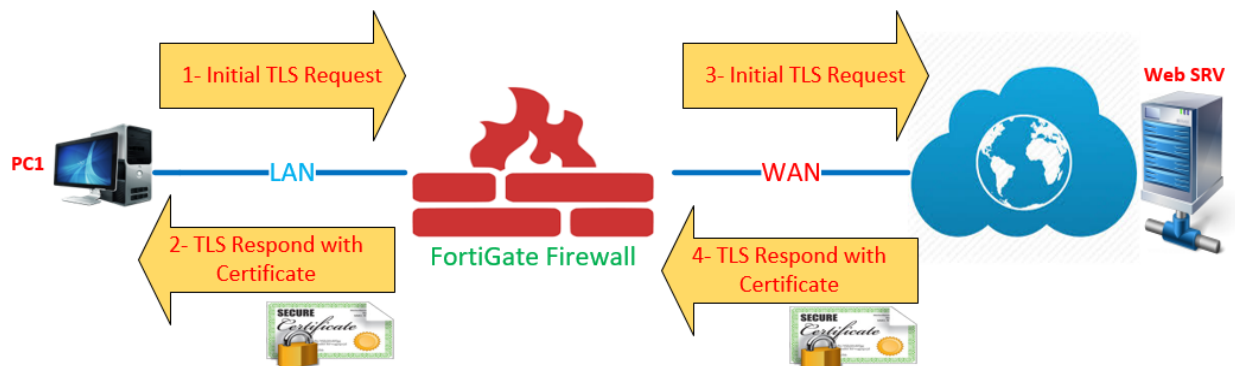 1- Initial TLS Request
3- Initial TLS Request
Web SRV
PC1
LAN
WAN
2- TLS Respond with
Certificate
FortiGate Firewall
4- TLS Respond with
Certificate
SECURE
Certificate
SECURE
Certificate